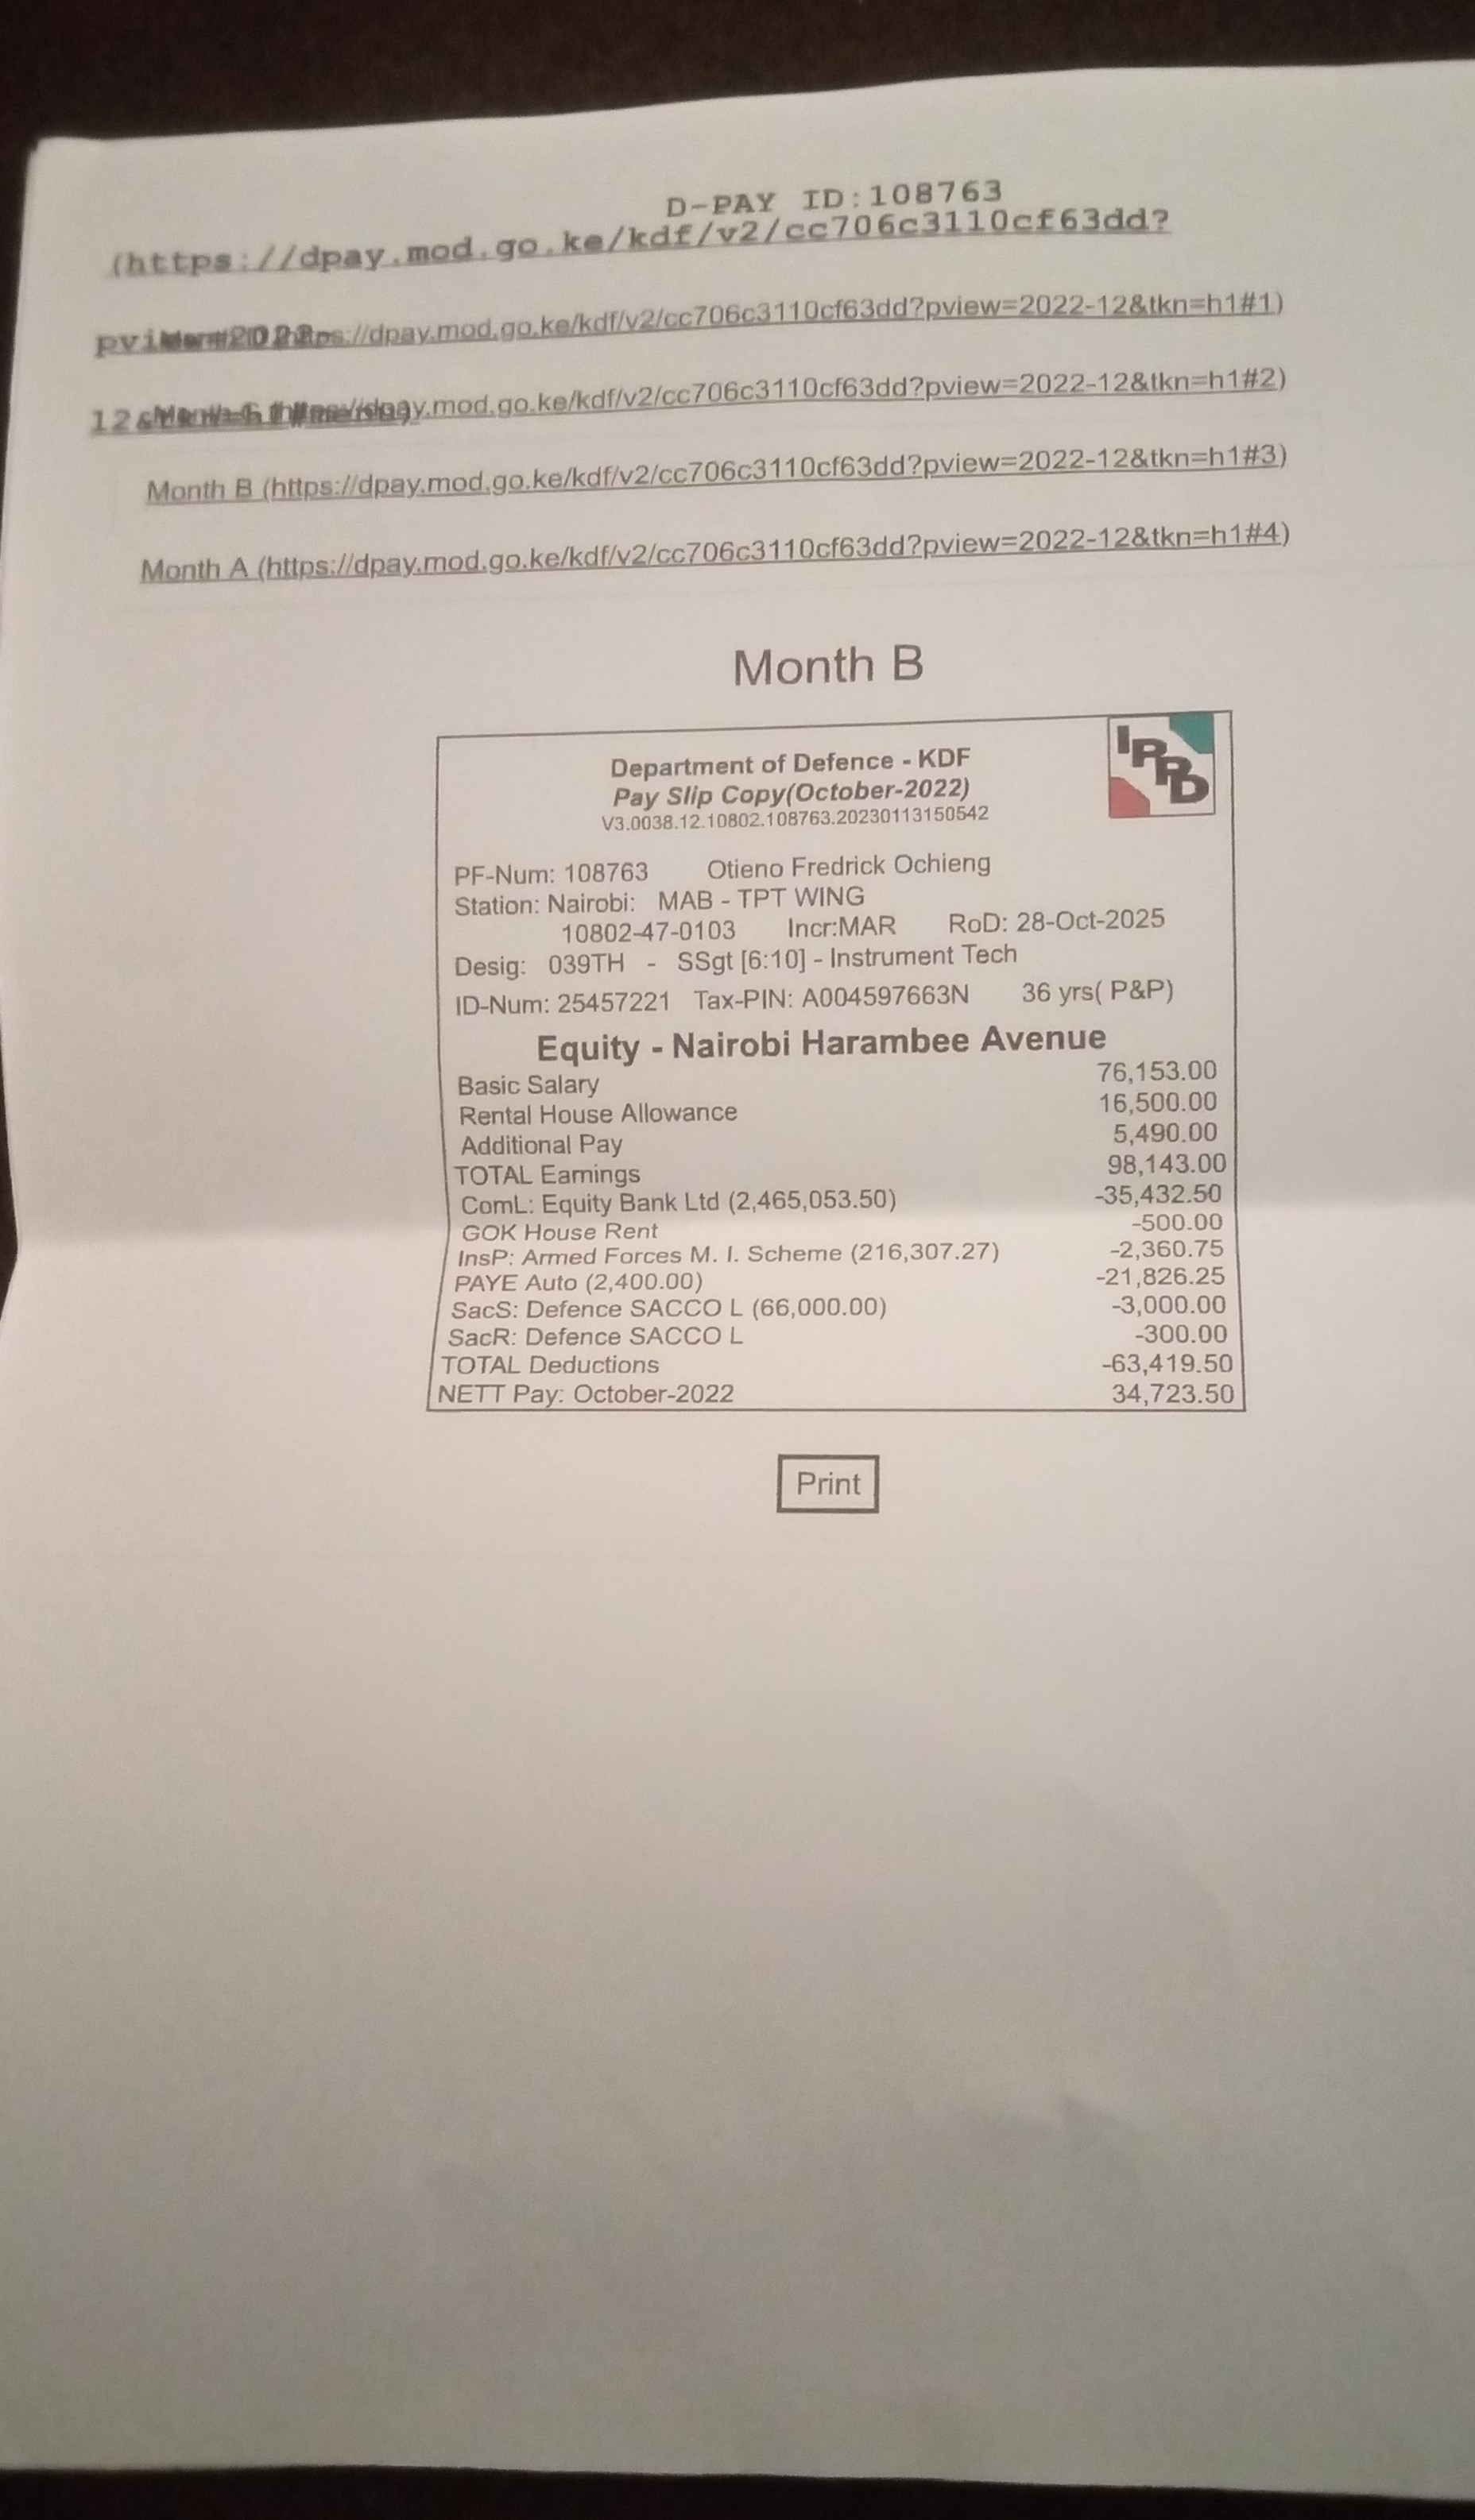 D-PAY ID:108763
(https://dpay.mod.go.ke/kdf/v2/cc706c3110cf63dd?
://dpay.mod.go.ke/kdf/v2/cc706c3110cf63dd?pview=2022-12&tkn=h1#1)
.mod.go.ke/kdf/v2/cc706c3110cf63dd?pview=2022-12&tkn=h1#2)
Month B (https://dpay.mod.go.ke/kdf/v2/cc706c3110cf63dd?pview=2022-12&tkn=h1#3)
Month A (https://dpay.mod.go.ke/kdf/v2/cc706c3110cf63dd?pview=2022-12&tkn=h1#4)
Month B
IPPD
Department of Defence - KDF
Pay Slip Copy(October-2022)
V3.0038.12.10802.108763.20230113150542
PF-Num: 108763 Otieno Fredrick Ochieng
Station: Nairobi: MAB - TPT WING
10802-47-0103 Incr:MAR RoD: 28-Oct-2025
Desig: 039TH - SSgt [6:10] - Instrument Tech
ID-Num: 25457221 Tax-PIN: A004597663N 36 yrs( P&P)
Equity - Nairobi Harambee Avenue
Basic Salary 76,153.00
Rental House Allowance 16,500.00
Additional Pay 5,490.00
TOTAL Earnings 98,143.00
ComL: Equity Bank Ltd (2,465,053.50) -35,432.50
GOK House Rent -500.00
InsP: Armed Forces M. I. Scheme (216,307.27) -2,360.75
PAYE Auto (2,400.00) -21,826.25
SacS: Defence SACCO L (66,000.00) -3,000.00
SacR: Defence SACCO L -300.00
TOTAL Deductions -63,419.50
NETT Pay: October-2022 34,723.50
Print